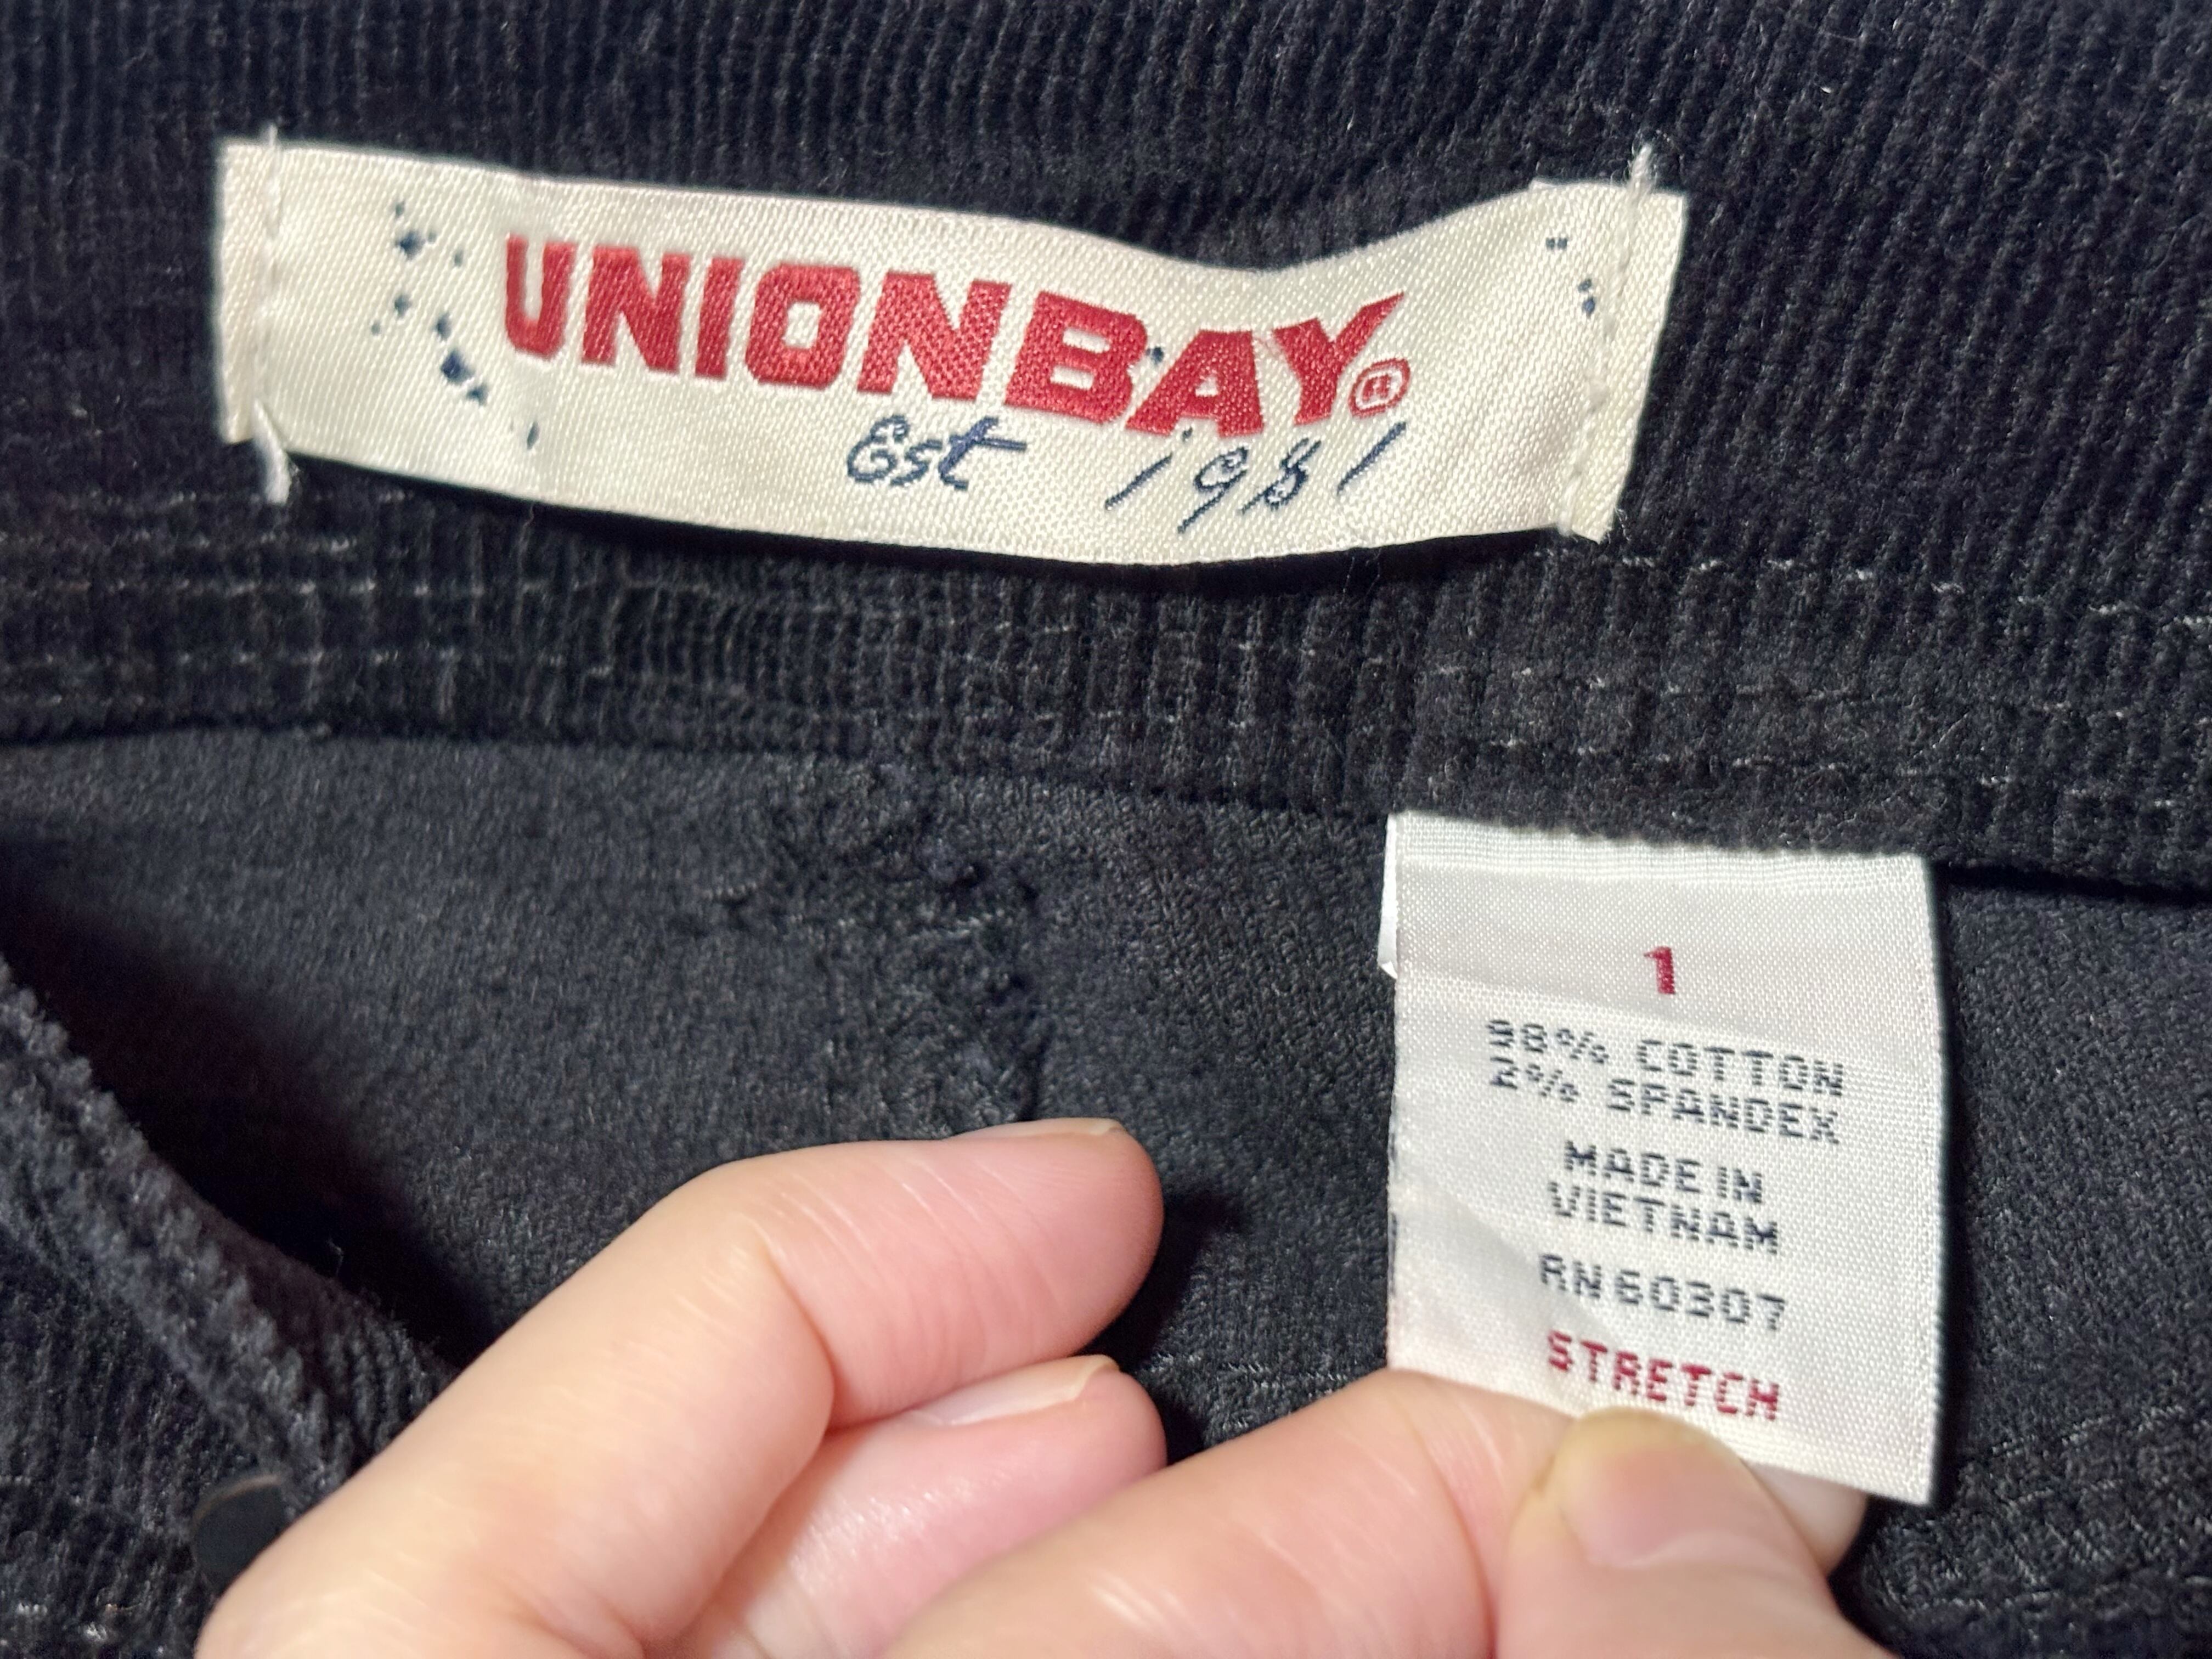 UNIONBAY®
Est 1981
1
98% COTTON
2% SPANDEX
MADE IN
VIETNAM
RN60307
STRETCH